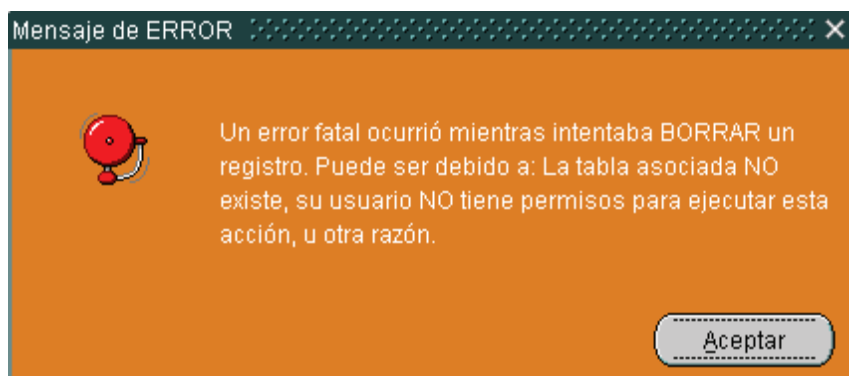 Mensaje de ERROR
Un error fatal ocurrió mientras intentaba BORRAR un
registro. Puede ser debido a: La tabla asociada NO
existe, su usuario NO tiene permisos para ejecutar esta
acción, u otra razón.
Aceptar